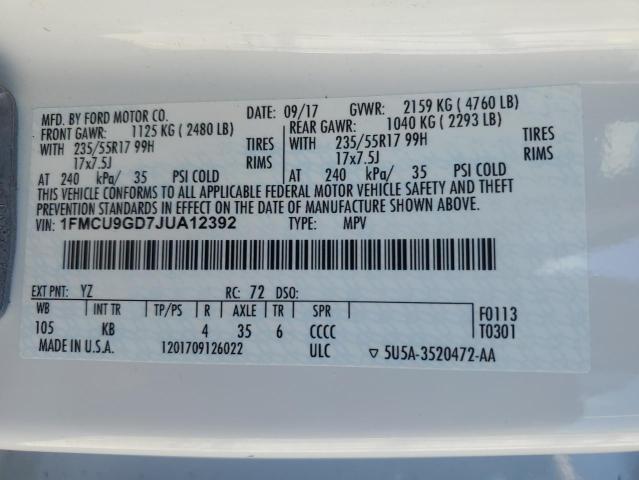 MFD. BY FORD MOTOR CO. DATE: 09/17 GVWR: 2159 KG (4760 LB)
FRONT GAWR: 1125 KG (2480 LB) REAR GAWR: 1040 KG (2293 LB)
WITH 235/55R17 99H TIRES WITH 235/55R17 99H TIRES
17x7.5J RIMS 17x7.5J RIMS
AT 240 kPa/ 35 PSI COLD AT 240 kPa/ 35 PSI COLD
THIS VEHICLE CONFORMS TO ALL APPLICABLE FEDERAL MOTOR VEHICLE SAFETY AND THEFT
PREVENTION STANDARDS IN EFFECT ON THE DATE OF MANUFACTURE SHOWN ABOVE.
VIN: 1FMCU9GD7JUA12392 TYPE: MPV
EXT PNT: YZ RC: 72 DSO:
WB INT TR TP/PS R AXLE TR SPR F0113
105 KB 4 35 6 CCCC T0301
MADE IN U.S.A. 1201709126022 ULC ▽ 5U5A-3520472-AA